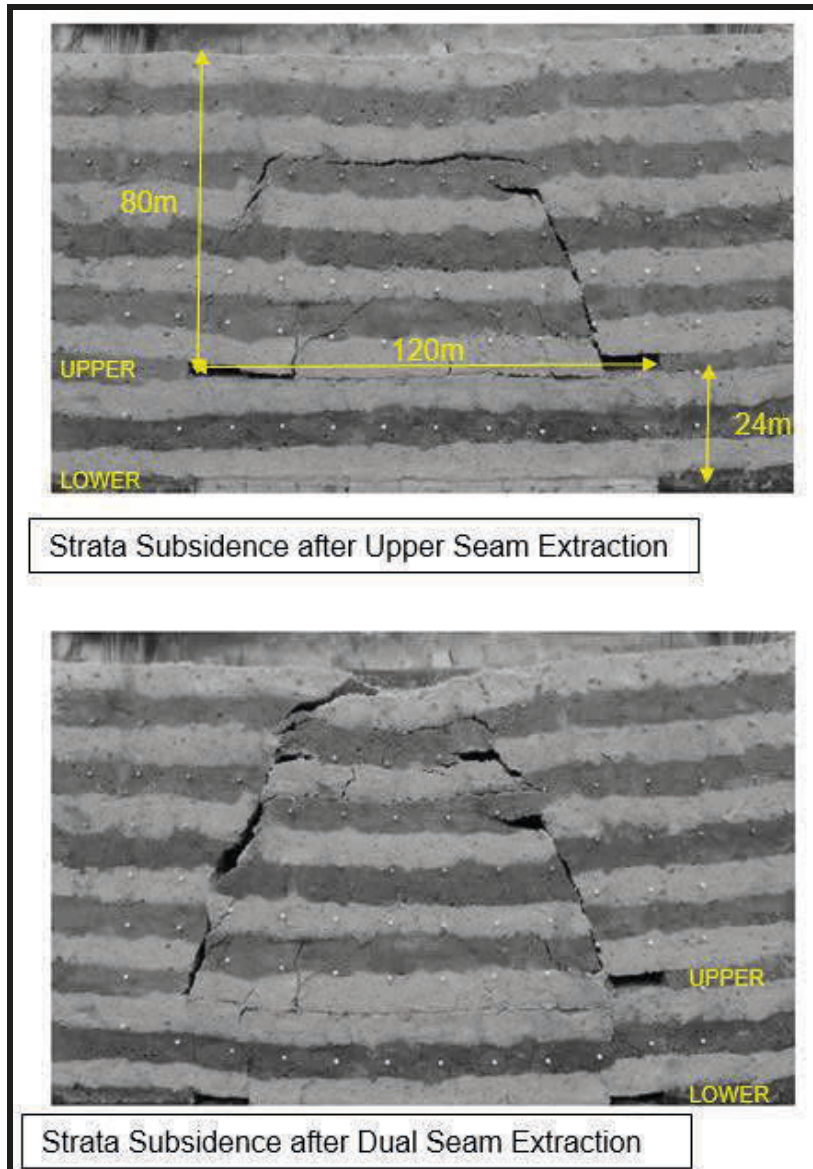 80m
120m
UPPER
24m
LOWER
Strata Subsidence after Upper Seam Extraction
UPPER
LOWER
Strata Subsidence after Dual Seam Extraction